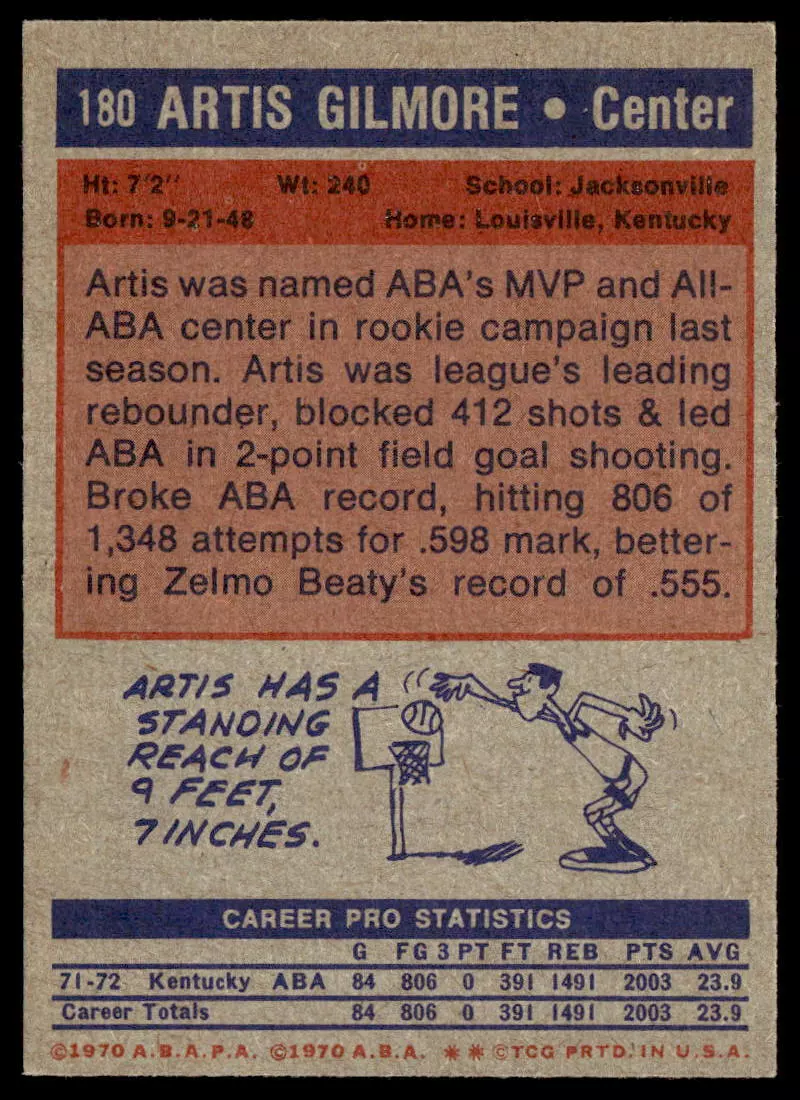 180 ARTIS GILMORE • Center
Ht: 7'2" Wt: 240 School: Jacksonville
Born: 9-21-48 Home: Louisville, Kentucky
Artis was named ABA's MVP and All-
ABA center in rookie campaign last
season. Artis was league's leading
rebounder, blocked 412 shots & led
ABA in 2-point field goal shooting.
Broke ABA record, hitting 806 of
1,348 attempts for .598 mark, better-
ing Zelmo Beaty's record of .555.
ARTIS HAS A
STANDING
REACH OF
9 FEET,
7 INCHES.
CAREER PRO STATISTICS
G FG 3PT FT REB PTS AVG
71-72 Kentucky ABA 84 806 0 391 1491 2003 23.9
Career Totals 84 806 0 391 1491 2003 23.9
©1970 A.B.A.P.A. ©1970 A.B.A. ** ©TCG PRTD. IN U.S.A.